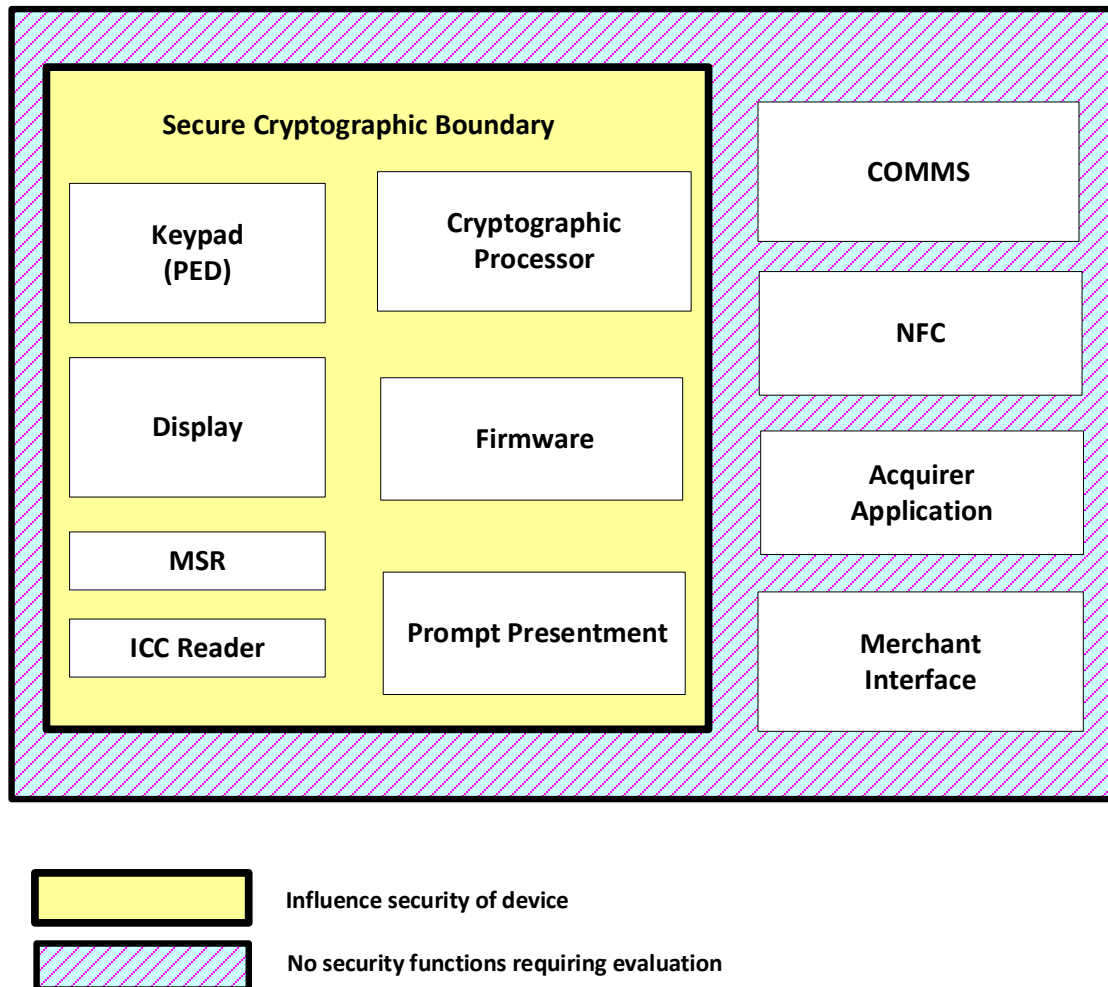 Secure Cryptographic Boundary
Keypad
(PED)
Cryptographic
Processor
Display
Firmware
MSR
ICC Reader
Prompt Presentment
COMMS
NFC
Acquirer
Application
Merchant
Interface
Influence security of device
No security functions requiring evaluation